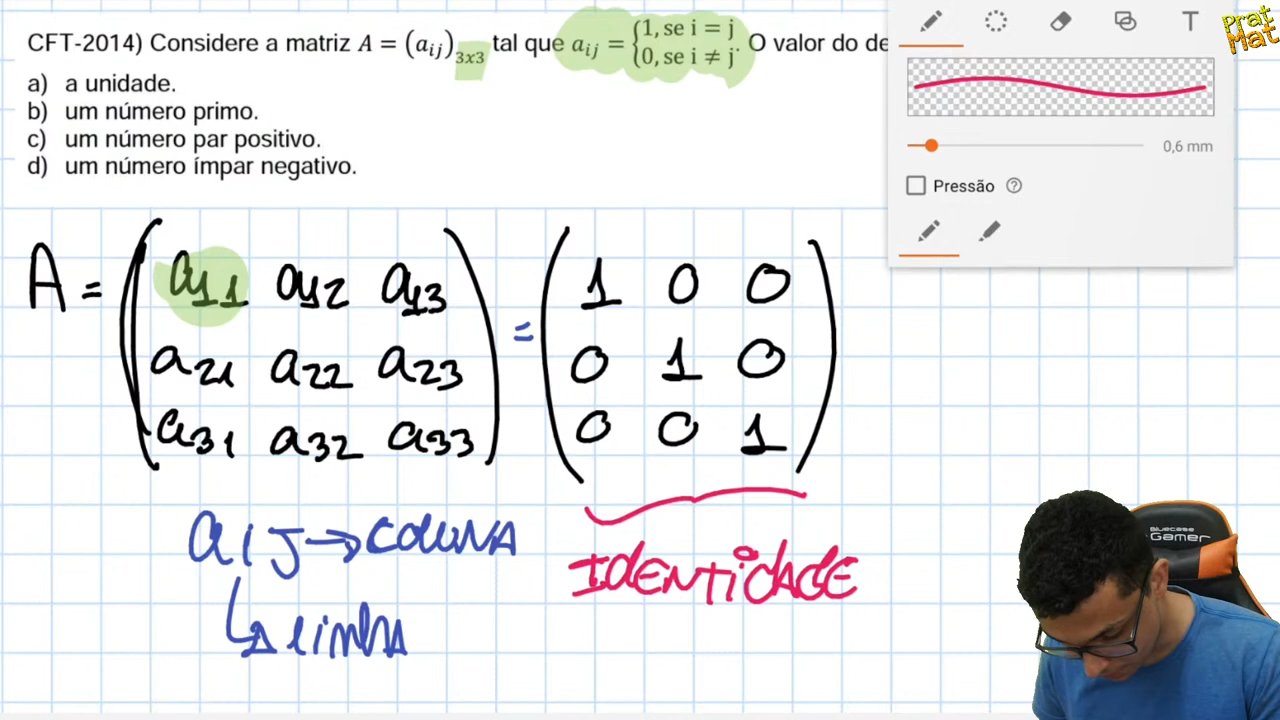 CFT-2014) Considere a matriz A = (aij)3x3 tal que aij = {1, se i = j
{0, se i ≠ j. O valor do de
a) a unidade.
b) um número primo.
c) um número par positivo.
d) um número ímpar negativo.
T
Prat
Mat
0,6 mm
Pressão ?
A = (a11 a12 a13
a21 a22 a23
a31 a32 a33)
= (1 0 0
0 1 0
0 0 1)
aij → COLUNA
linha
IDENTIDADE
Bluecase
Gamer